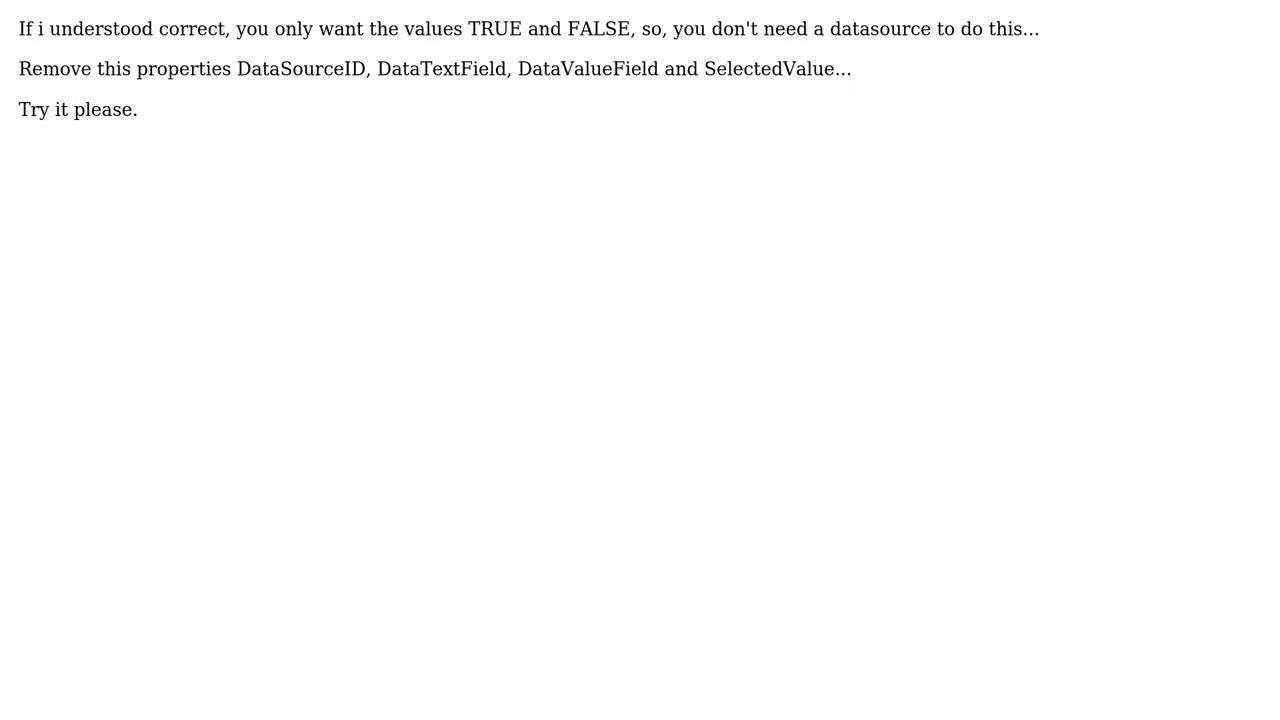 If i understood correct, you only want the values TRUE and FALSE, so, you don't need a datasource to do this...
Remove this properties DataSourceID, DataTextField, DataValueField and SelectedValue...
Try it please.